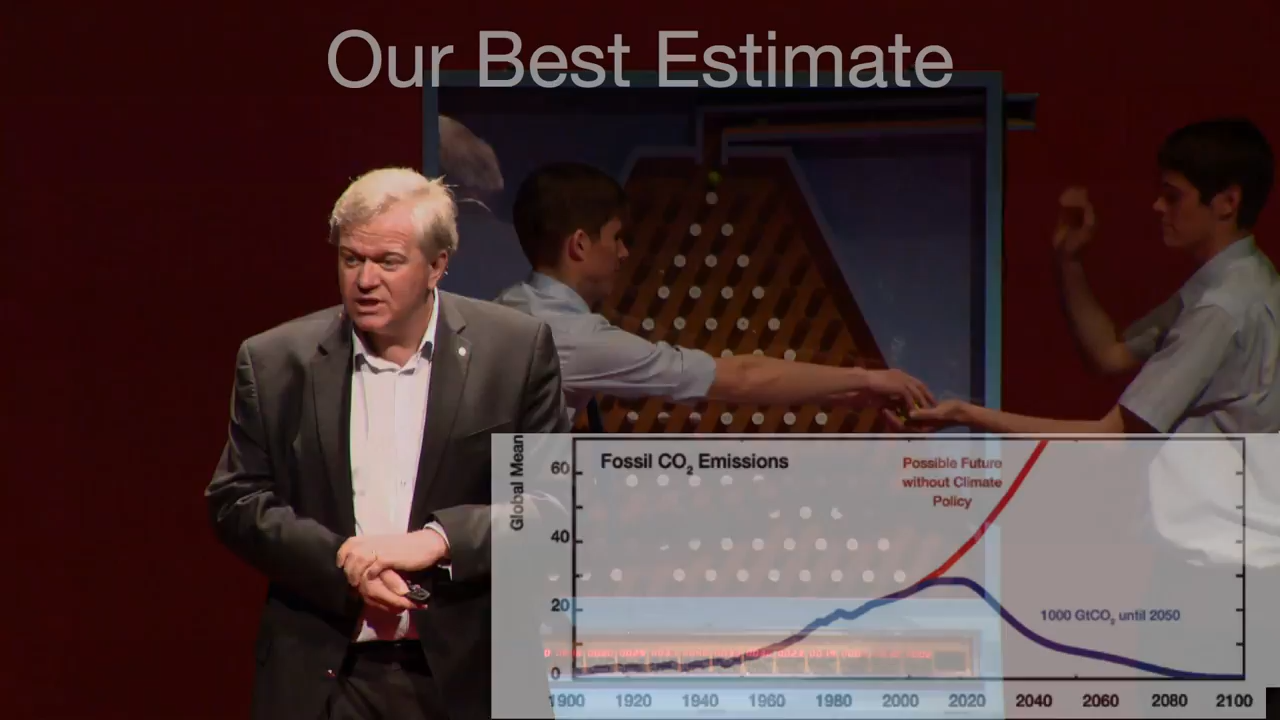 Our Best Estimate
Global Mean
Fossil CO₂ Emissions
Possible Future
without Climate
Policy
60
40
20
0
1000 GtCO₂ until 2050
1900 1920 1940 1960 1980 2000 2020 2040 2060 2080 2100